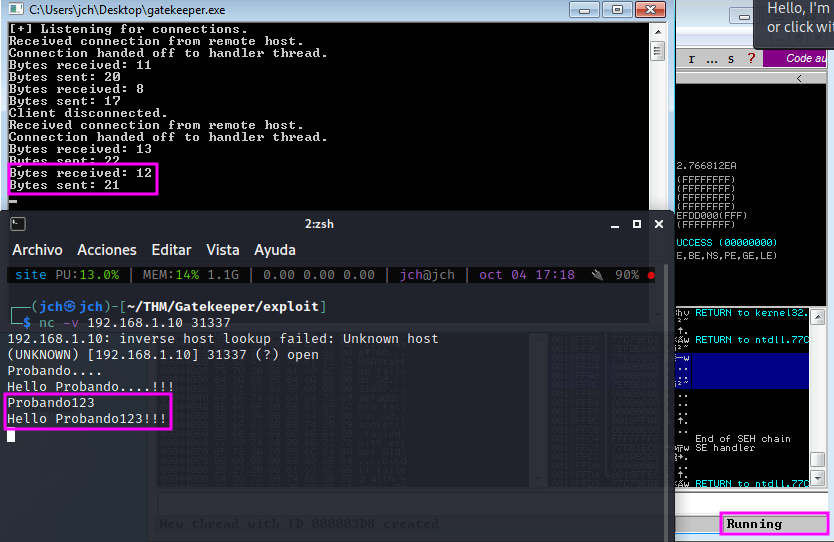 C:\Users\jch\Desktop\gatekeeper.exe
[+] Listening for connections.
Received connection from remote host.
Connection handed off to handler thread.
Bytes received: 11
Bytes sent: 20
Bytes received: 8
Bytes sent: 17
Client disconnected.
Received connection from remote host.
Connection handed off to handler thread.
Bytes received: 13
Bytes sent: 22
Bytes received: 12
Bytes sent: 21
Hello, I'm
or click wit
r ... s ?
Code au
2.766812EA
(FFFFFFFF)
(FFFFFFFF)
(FFFFFFFF)
(FFFFFFFF)
EFDD000(FFF)
UCCESS (00000000)
E,BE,NS,PE,GE,LE)
2:zsh
Archivo Acciones Editar Vista Ayuda
site PU:13.0% | MEM:14% 1.1G | 0.00 0.00 0.00 | jch@jch | oct 04 17:18 90%
(jch㉿jch)-[~/THM/Gatekeeper/exploit]
$ nc -v 192.168.1.10 31337
192.168.1.10: inverse host lookup failed: Unknown host
(UNKNOWN) [192.168.1.10] 31337 (?) open
Probando....
Hello Probando....!!!
Probando123
Hello Probando123!!!
RETURN to kernel32.
RETURN to ntdll.77C
End of SEH chain
SE handler
RETURN to ntdll.77C
New thread with ID 000003D8 created
Running